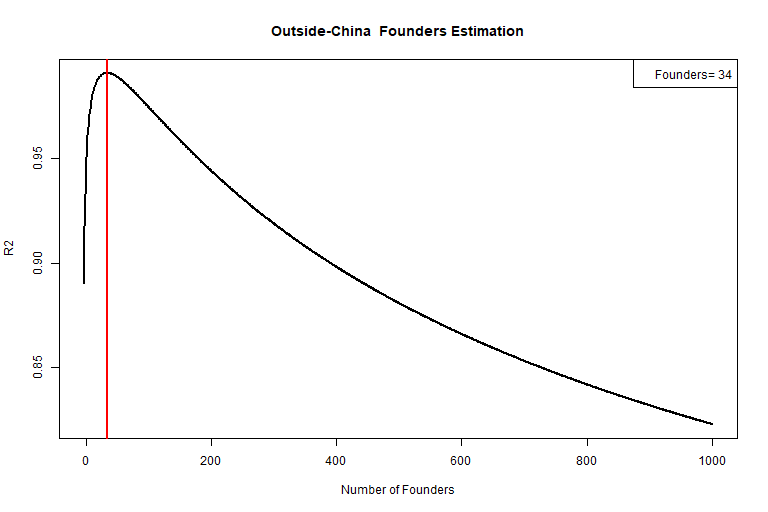 Outside-China  Founders Estimation
Founders= 34
R2
0.95
0.90
0.85
0 200 400 600 800 1000
Number of Founders